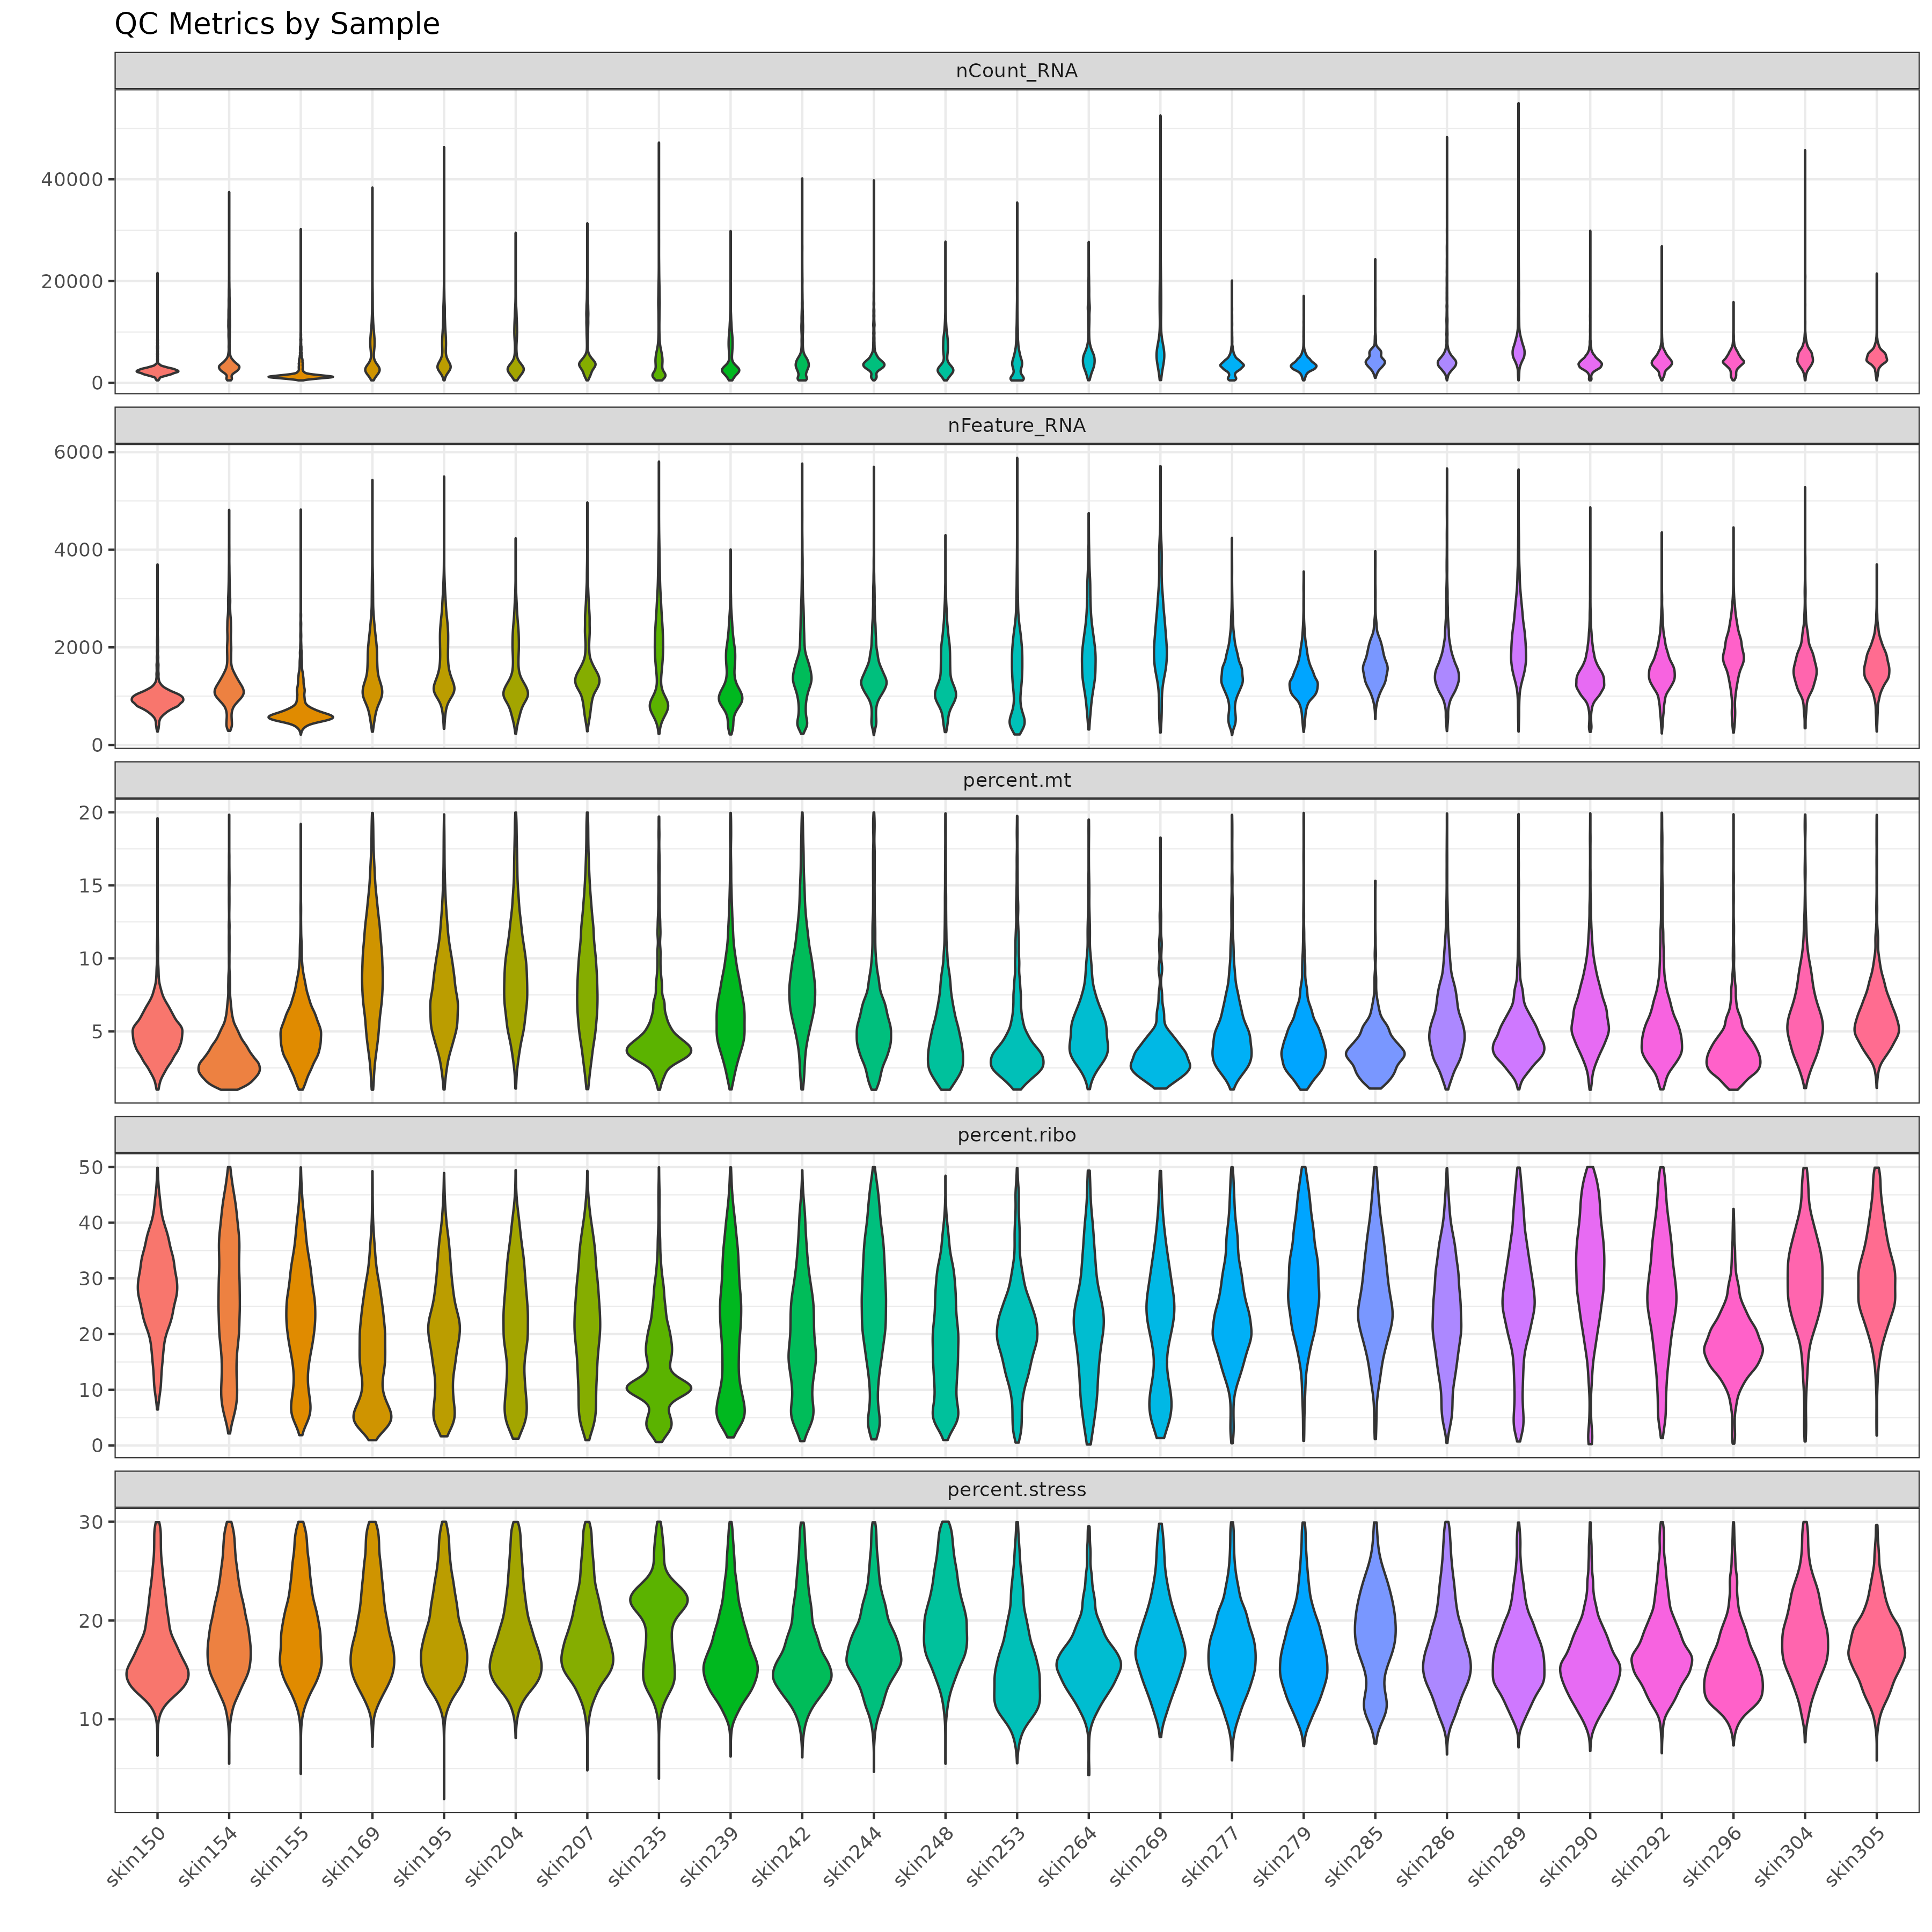 QC Metrics by Sample
nCount_RNA
40000
20000
0
nFeature_RNA
6000
4000
2000
0
percent.mt
20
15
10
5
percent.ribo
50
40
30
20
10
0
percent.stress
30
20
10
skin150 skin154 skin155 skin169 skin195 skin204 skin207 skin235 skin239 skin242 skin244 skin248 skin253 skin264 skin269 skin277 skin279 skin285 skin286 skin289 skin290 skin292 skin296 skin304 skin305